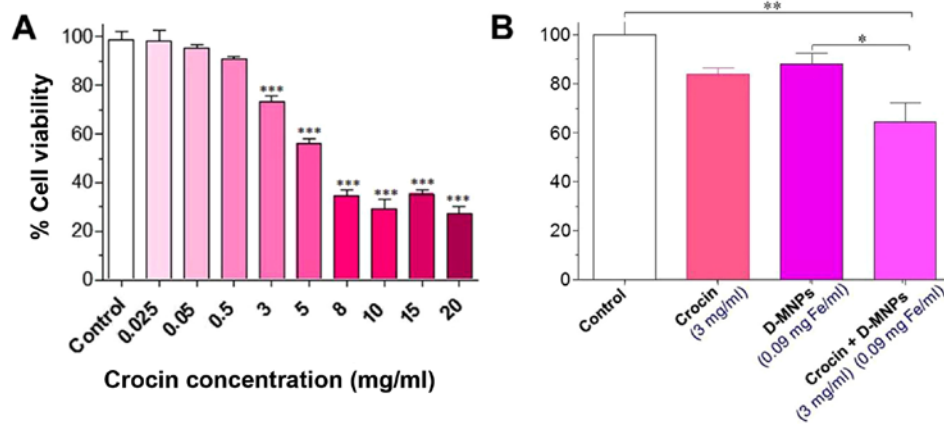 A
% Cell viability
100
80
60
40
20
0
***
***
***
***
***
***
Control
0.025
0.05
0.5
3
5
8
10
15
20
Crocin concentration (mg/ml)
B
**
*
100
80
60
40
20
0
Control
Crocin
(3 mg/ml)
D-MNPs
(0.09 mg Fe/ml)
Crocin + D-MNPs
(3 mg/ml) (0.09 mg Fe/ml)